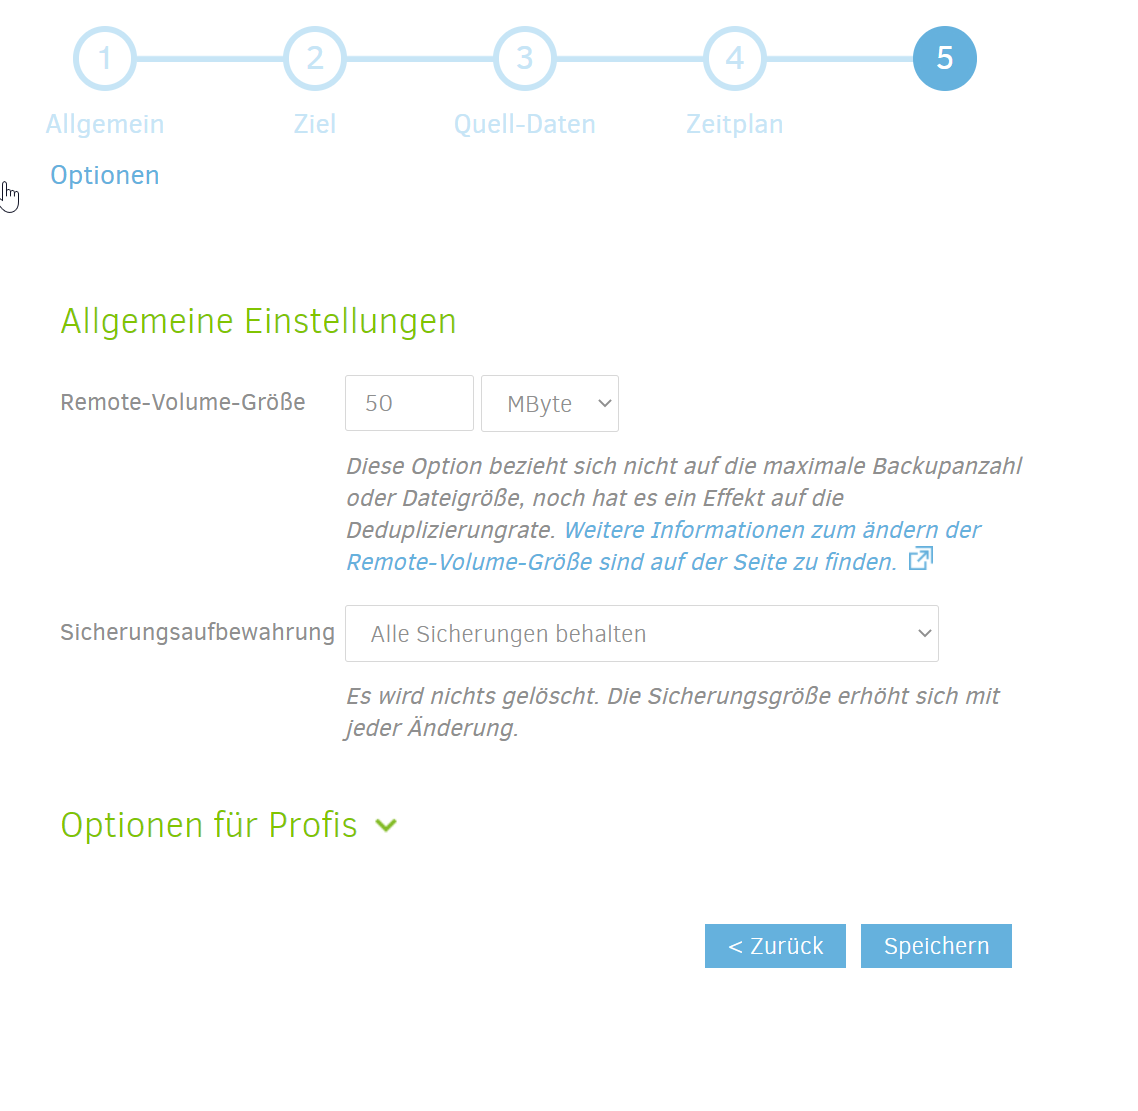 1 2 3 4 5
Allgemein Ziel Quell-Daten Zeitplan
Optionen
Allgemeine Einstellungen
Remote-Volume-Größe 50 MByte
Diese Option bezieht sich nicht auf die maximale Backupanzahl
oder Dateigröße, noch hat es ein Effekt auf die
Deduplizierungrate. Weitere Informationen zum ändern der
Remote-Volume-Größe sind auf der Seite zu finden.
Sicherungsaufbewahrung Alle Sicherungen behalten
Es wird nichts gelöscht. Die Sicherungsgröße erhöht sich mit
jeder Änderung.
Optionen für Profis
< Zurück Speichern